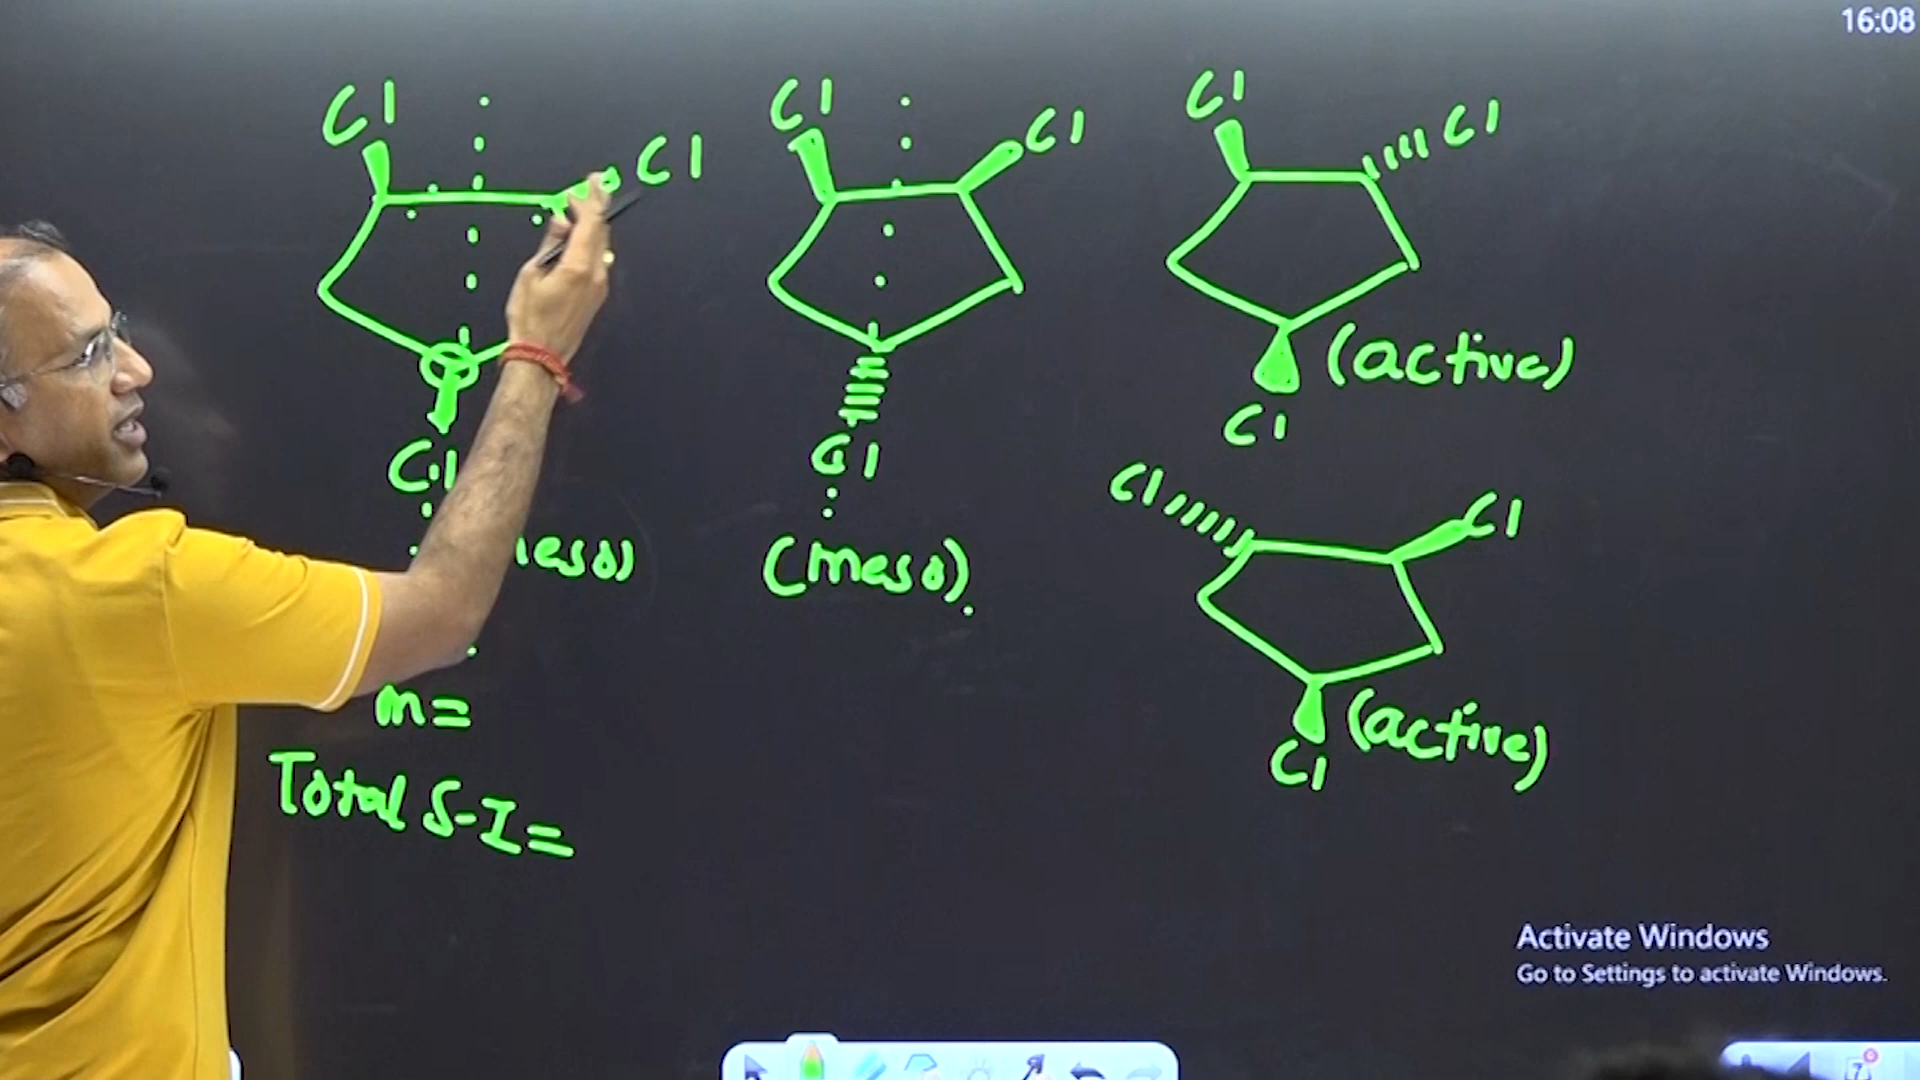 16:08
Cl
Cl
Cl
Cl
Cl
Cl
Cl
Cl
Cl
(active)
(meso).
Cl
Cl
Cl
(active)
m=
Total S-I=
Activate Windows
Go to Settings to activate Windows.